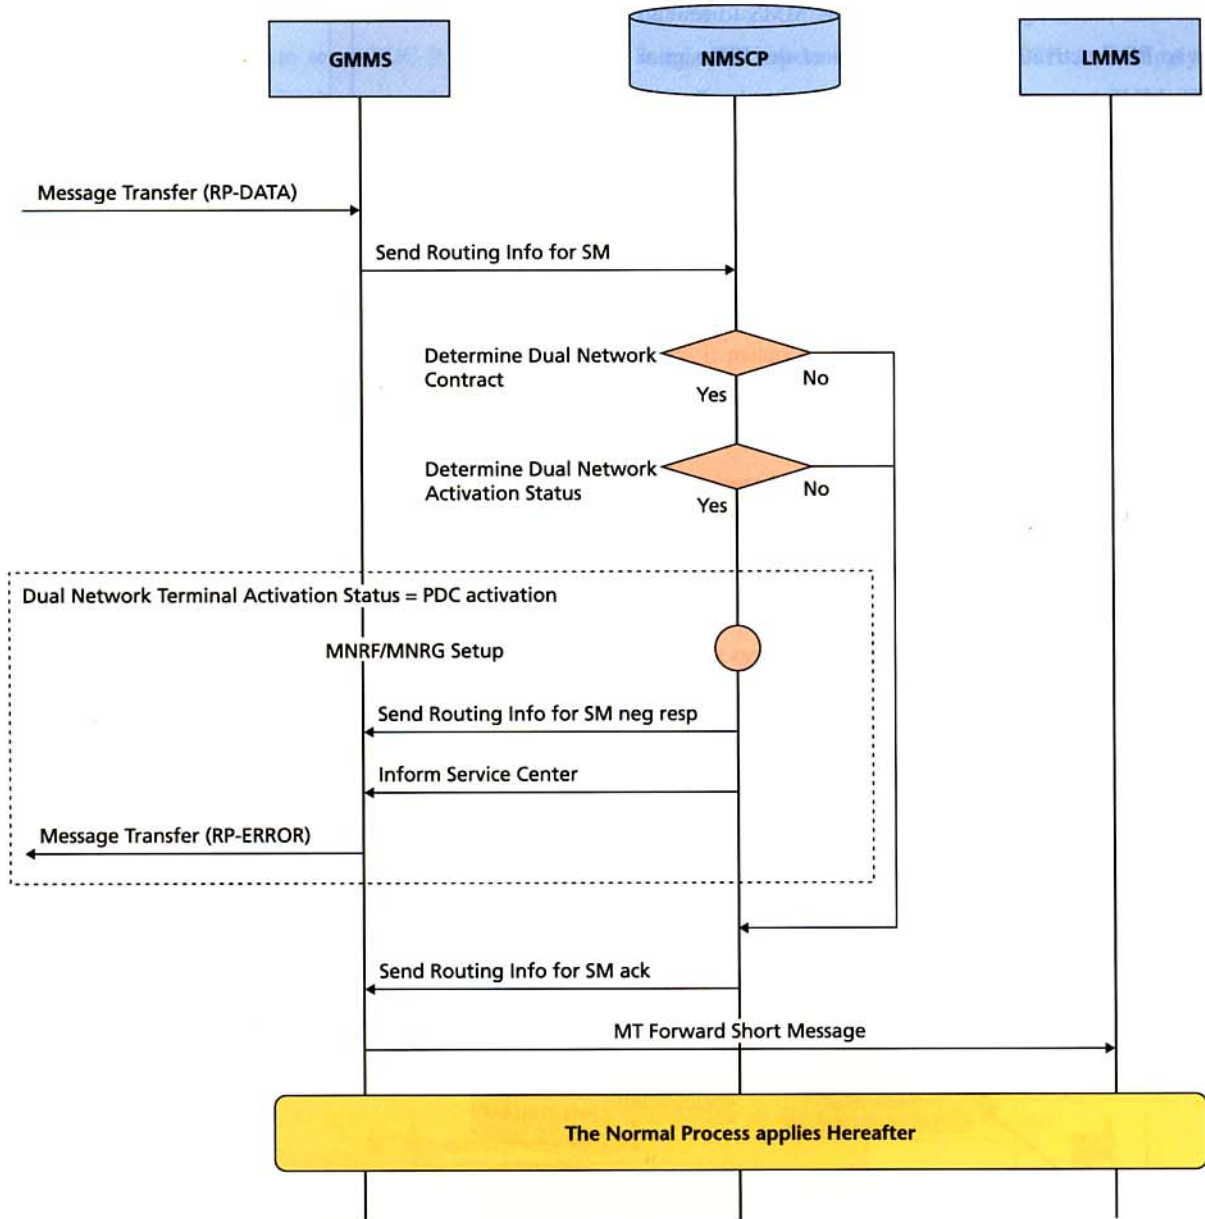 GMMS
NMSCP
LMMS
Message Transfer (RP-DATA)
Send Routing Info for SM
Determine Dual Network
Contract
No
Yes
Determine Dual Network
Activation Status
No
Yes
Dual Network Terminal Activation Status = PDC activation
MNRF/MNRG Setup
Send Routing Info for SM neg resp
Inform Service Center
Message Transfer (RP-ERROR)
Send Routing Info for SM ack
MT Forward Short Message
The Normal Process applies Hereafter